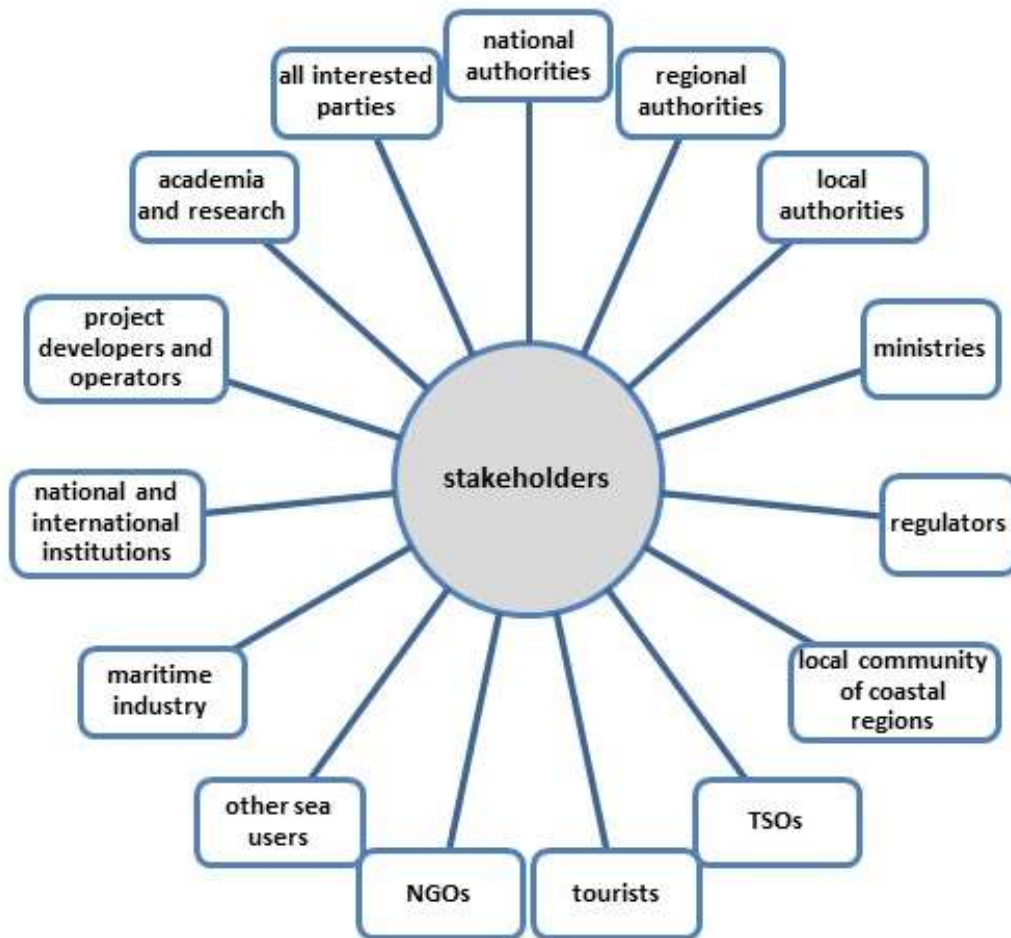 national
authorities
regional
authorities
local
authorities
ministries
regulators
local community
of coastal
regions
TSOs
tourists
NGOs
other sea
users
maritime
industry
national and
international
institutions
project
developers and
operators
academia
and research
all interested
parties
stakeholders